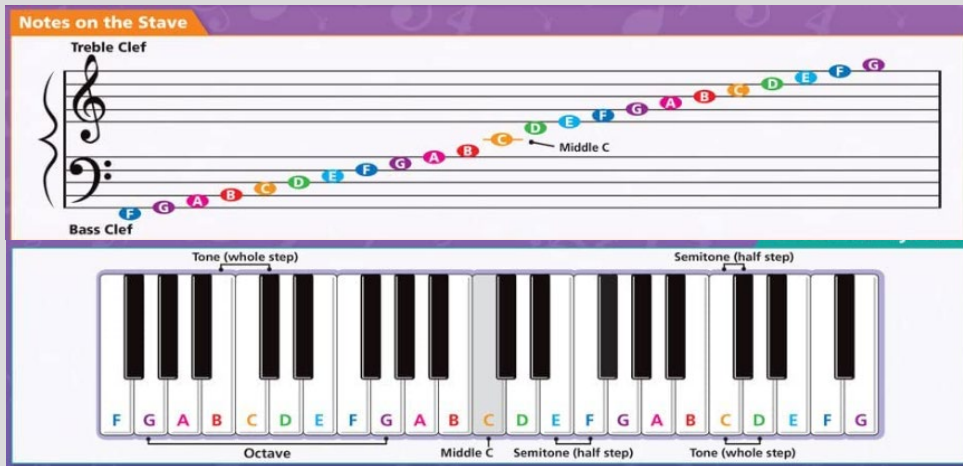 Notes on the Stave
Treble Clef
F G A B C D E F G A B C D E F G A B C D E F G
Middle C
Bass Clef
Tone (whole step)
Semitone (half step)
F G A B C D E F G A B C D E F G A B C D E F G
Octave
Middle C
Semitone (half step)
Tone (whole step)